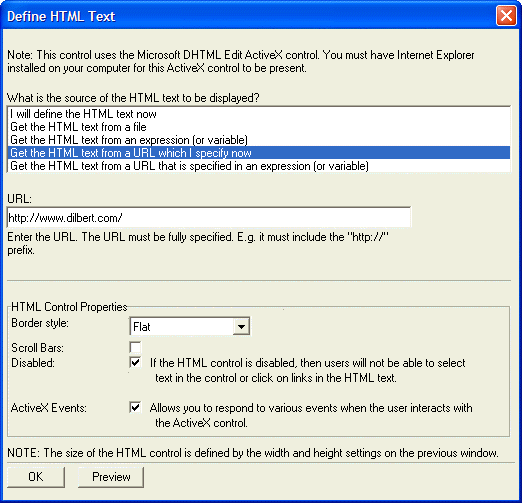 Define HTML Text
Note: This control uses the Microsoft DHTML Edit ActiveX control. You must have Internet Explorer
installed on your computer for this ActiveX control to be present.
What is the source of the HTML text to be displayed?
I will define the HTML text now
Get the HTML text from a file
Get the HTML text from an expression (or variable)
Get the HTML text from a URL which I specify now
Get the HTML text from a URL that is specified in an expression (or variable)
URL:
http://www.dilbert.com/
Enter the URL. The URL must be fully specified. E.g. it must include the "http://"
prefix.
HTML Control Properties
Border style:
Flat
Scroll Bars:
Disabled:
If the HTML control is disabled, then users will not be able to select
text in the control or click on links in the HTML text.
ActiveX Events:
Allows you to respond to various events when the user interacts with
the ActiveX control.
NOTE: The size of the HTML control is defined by the width and height settings on the previous window.
OK
Preview